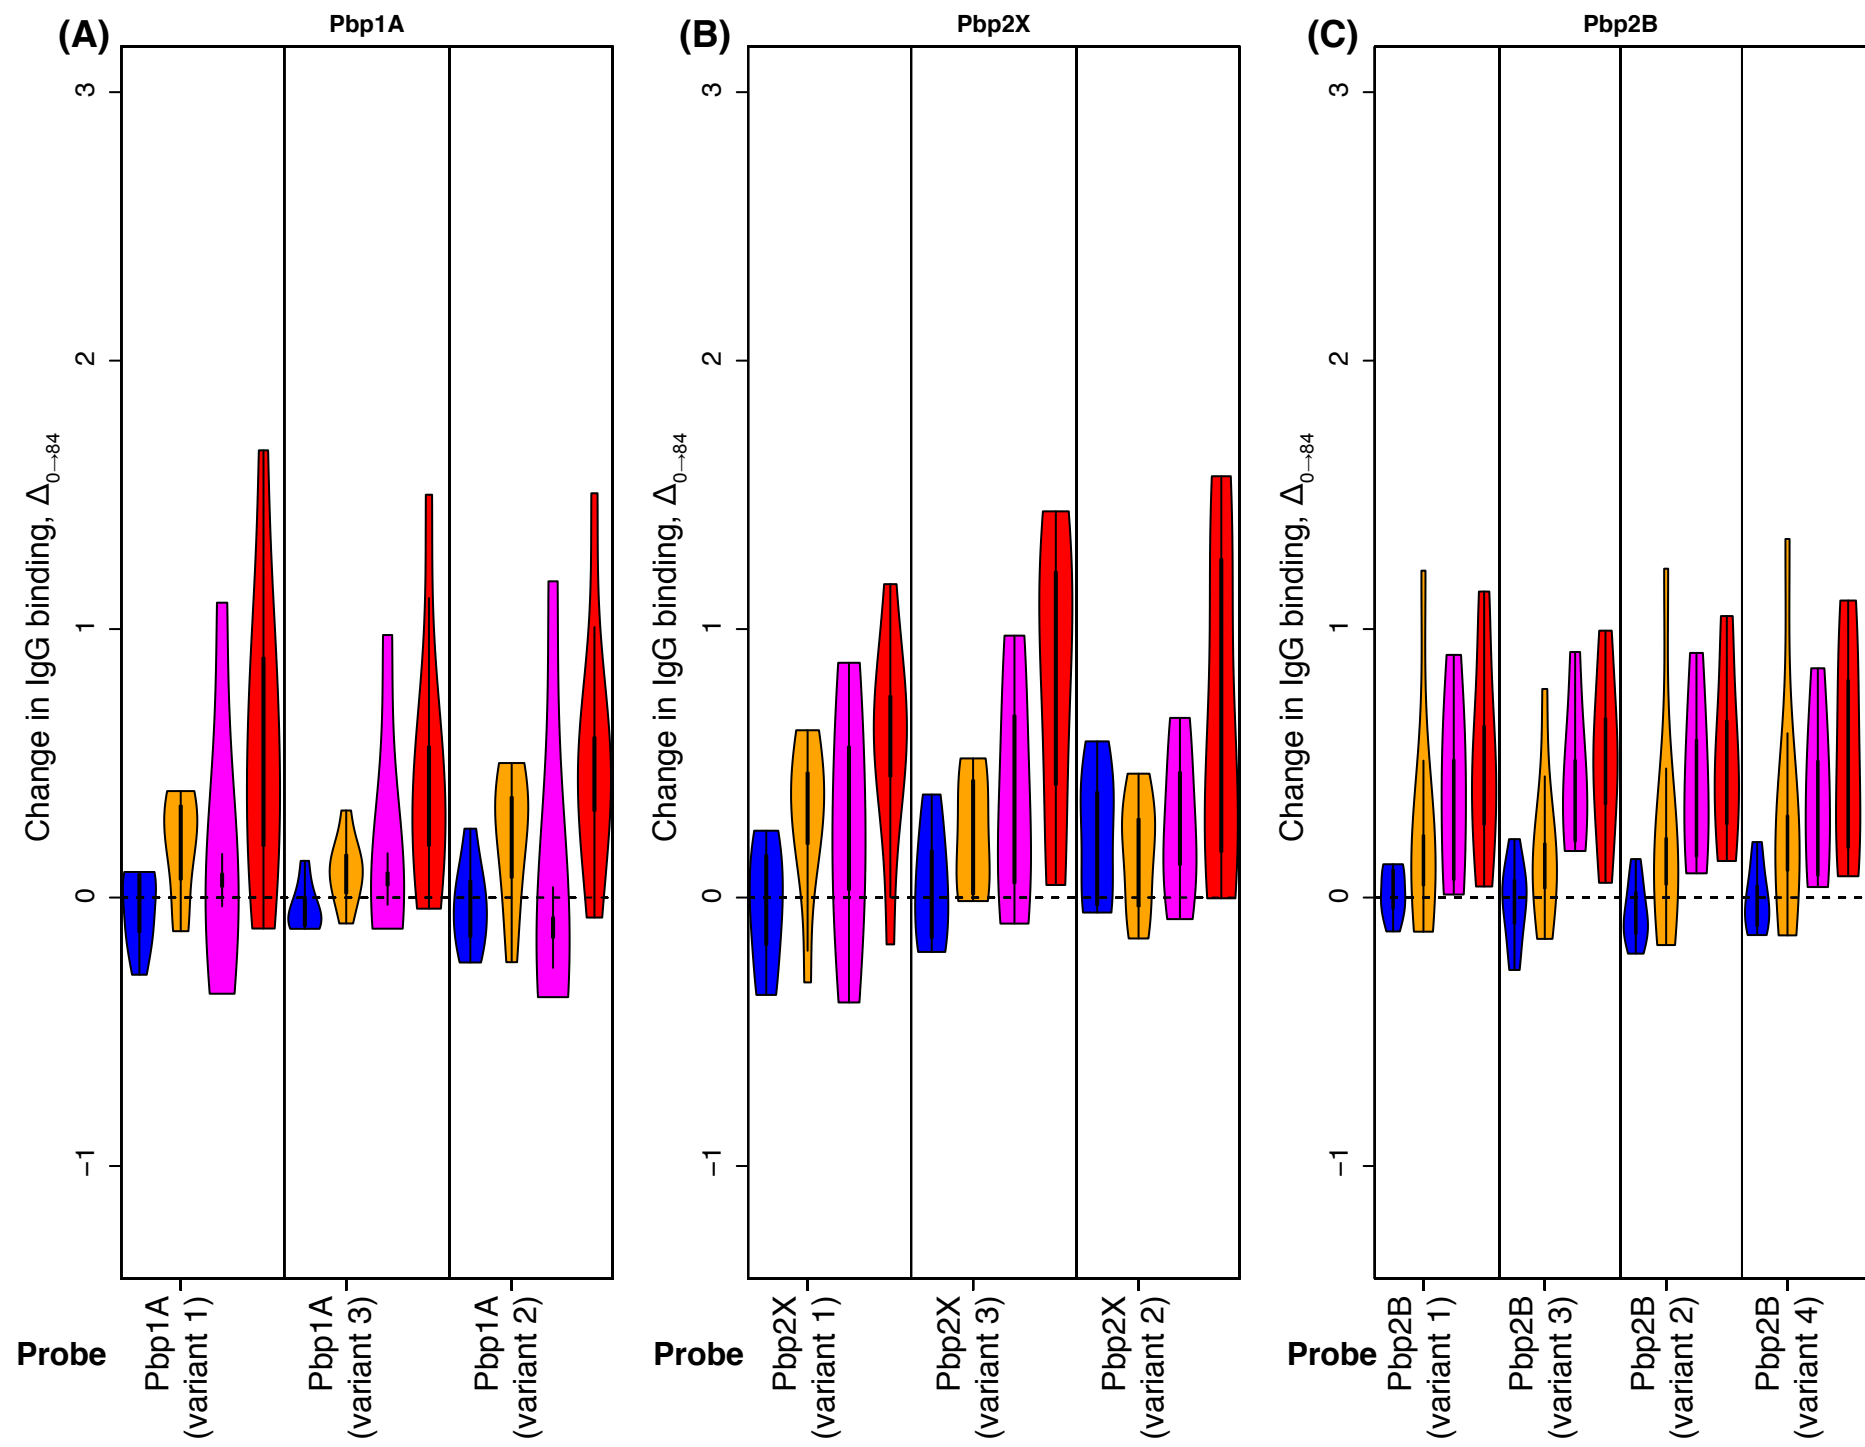 (A)
Pbp1A
3
2
1
0
−1
Change in IgG binding, Δ0→84
Probe
Pbp1A
(variant 1)
Pbp1A
(variant 3)
Pbp1A
(variant 2)
(B)
Pbp2X
3
2
1
0
−1
Change in IgG binding, Δ0→84
Probe
Pbp2X
(variant 1)
Pbp2X
(variant 3)
Pbp2X
(variant 2)
(C)
Pbp2B
3
2
1
0
−1
Change in IgG binding, Δ0→84
Probe
Pbp2B
(variant 1)
Pbp2B
(variant 3)
Pbp2B
(variant 2)
Pbp2B
(variant 4)